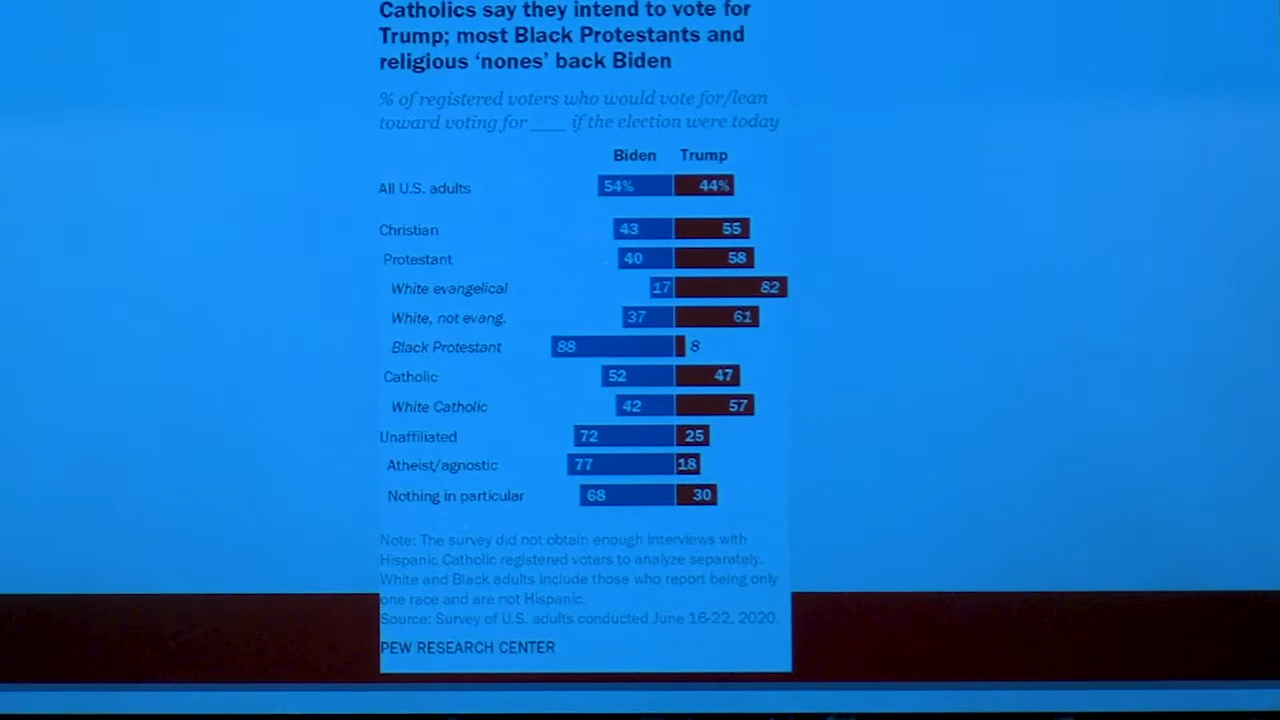 Catholics say they intend to vote for
Trump; most Black Protestants and
religious ‘nones’ back Biden
% of registered voters who would vote for/lean
toward voting for ____ if the election were today
Biden Trump
All U.S. adults 54% 44%
Christian 43 55
Protestant 40 58
White evangelical 17 82
White, not evang. 37 61
Black Protestant 88 8
Catholic 52 47
White Catholic 42 57
Unaffiliated 72 25
Atheist/agnostic 77 18
Nothing in particular 68 30
Note: The survey did not obtain enough interviews with
Hispanic Catholic registered voters to analyze separately.
White and Black adults include those who report being only
one race and are not Hispanic.
Source: Survey of U.S. adults conducted June 16-22, 2020.
PEW RESEARCH CENTER